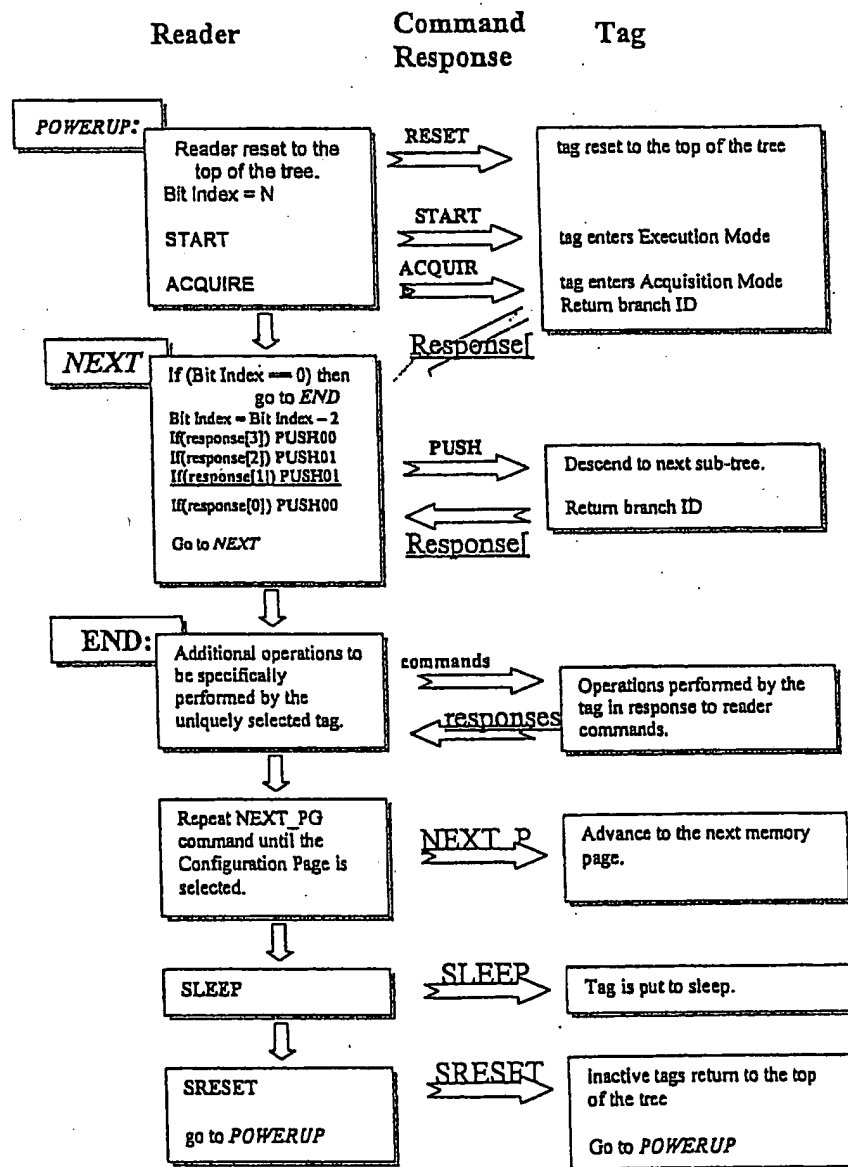 Reader
Command
Response
Tag
POWERUP:
Reader reset to the
top of the tree.
Bit Index = N
START
ACQUIRE
RESET
START
ACQUIR
tag reset to the top of the tree
tag enters Execution Mode
tag enters Acquisition Mode
Return branch ID
Response[
NEXT
If (Bit Index == 0) then
go to END
Bit Index = Bit Index - 2
If(response[3]) PUSH00
If(response[2]) PUSH01
If(response[1]) PUSH01
If(response[0]) PUSH00
Go to NEXT
PUSH
Response[
Descend to next sub-tree.
Return branch ID
END:
Additional operations to
be specifically
performed by the
uniquely selected tag.
commands
responses
Operations performed by the
tag in response to reader
commands.
Repeat NEXT_PG
command until the
Configuration Page is
selected.
NEXT_P
Advance to the next memory
page.
SLEEP
SLEEP
Tag is put to sleep.
SRESET
go to POWERUP
SRESET
inactive tags return to the top
of the tree
Go to POWERUP